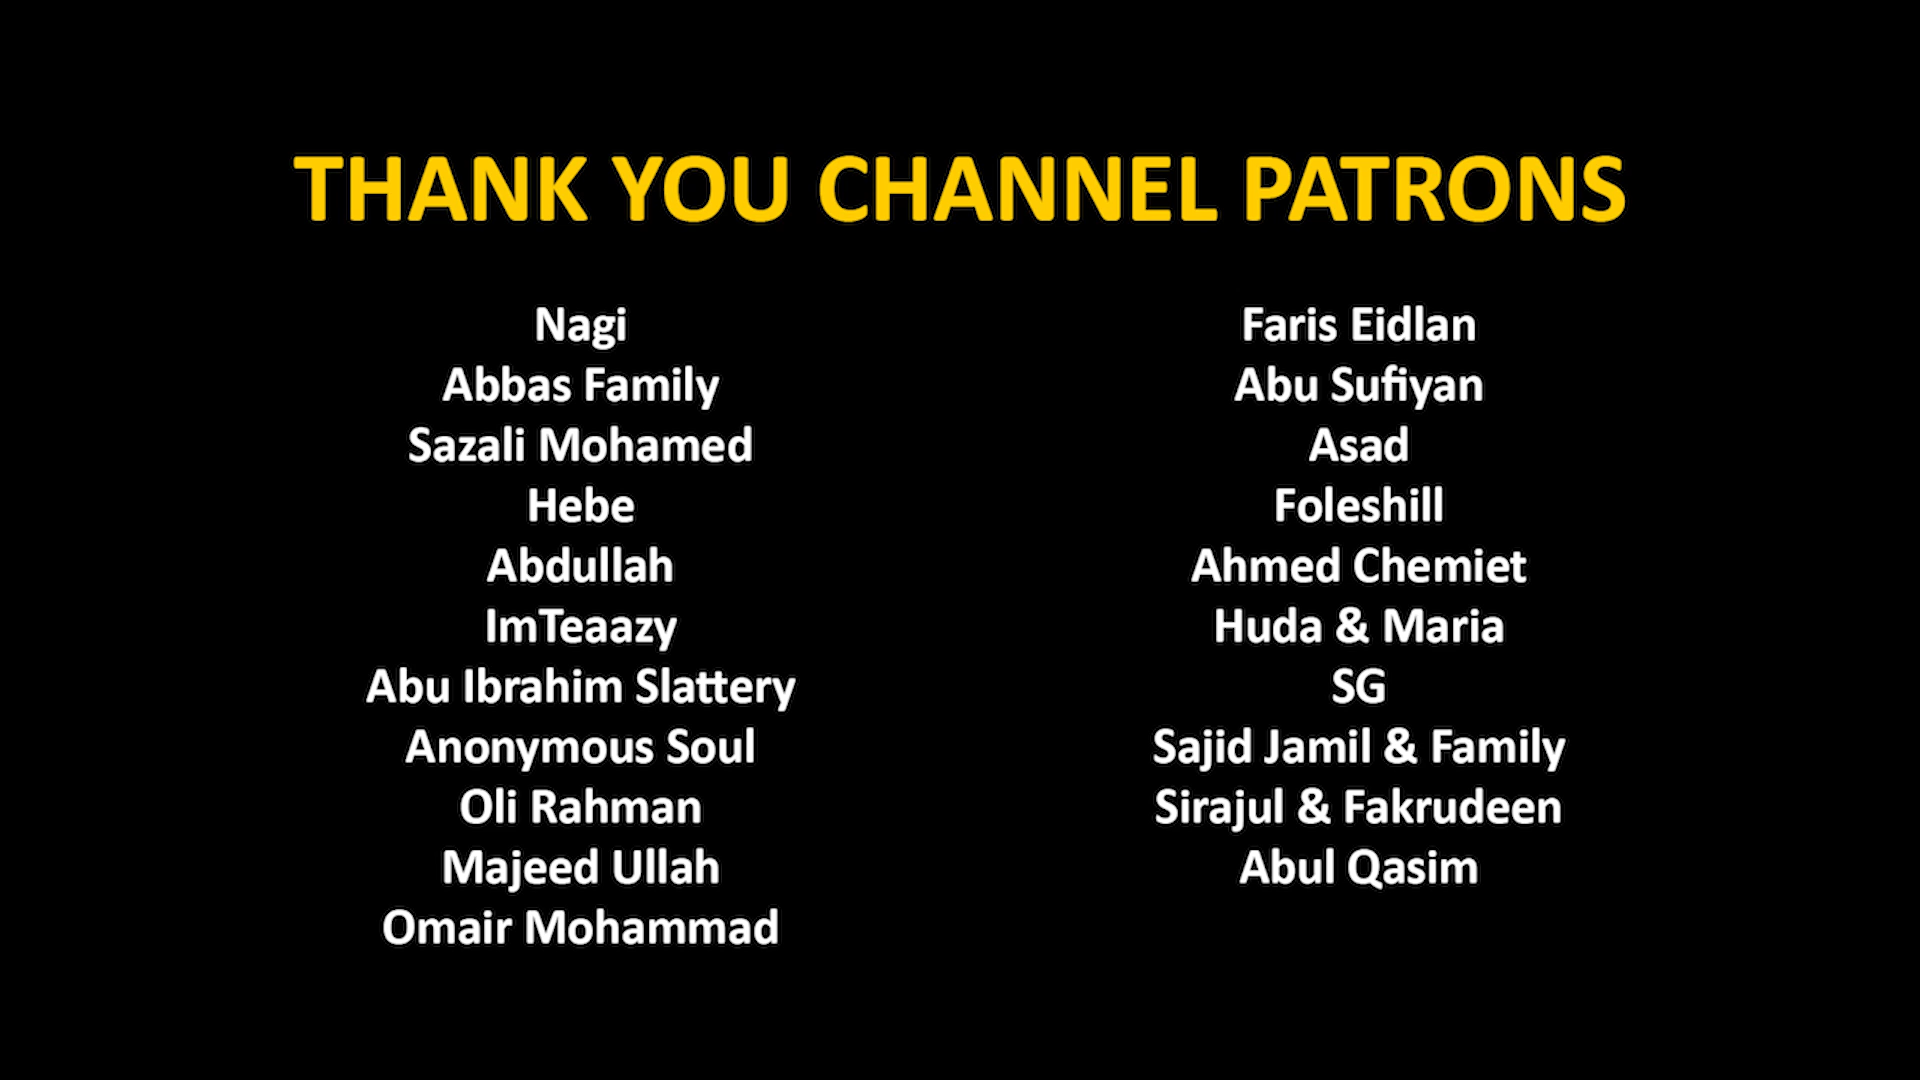 THANK YOU CHANNEL PATRONS
Nagi
Abbas Family
Sazali Mohamed
Hebe
Abdullah
ImTeaazy
Abu Ibrahim Slattery
Anonymous Soul
Oli Rahman
Majeed Ullah
Omair Mohammad
Faris Eidlan
Abu Sufiyan
Asad
Foleshill
Ahmed Chemiet
Huda & Maria
SG
Sajid Jamil & Family
Sirajul & Fakrudeen
Abul Qasim